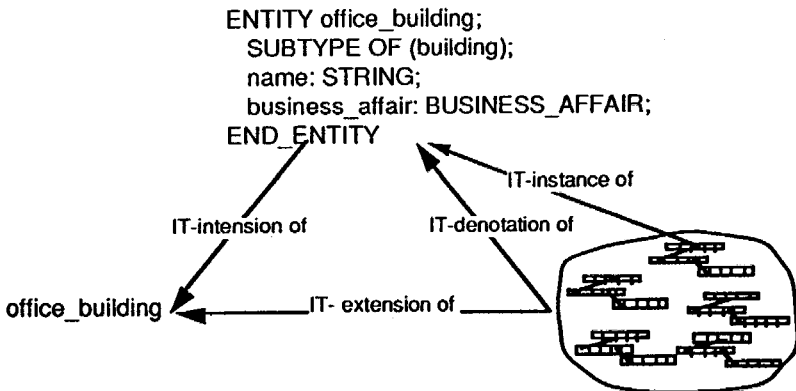 ENTITY office_building;
SUBTYPE OF (building);
name: STRING;
business_affair: BUSINESS_AFFAIR;
END_ENTITY
IT-instance of
IT-intension of
IT-denotation of
office_building
IT- extension of